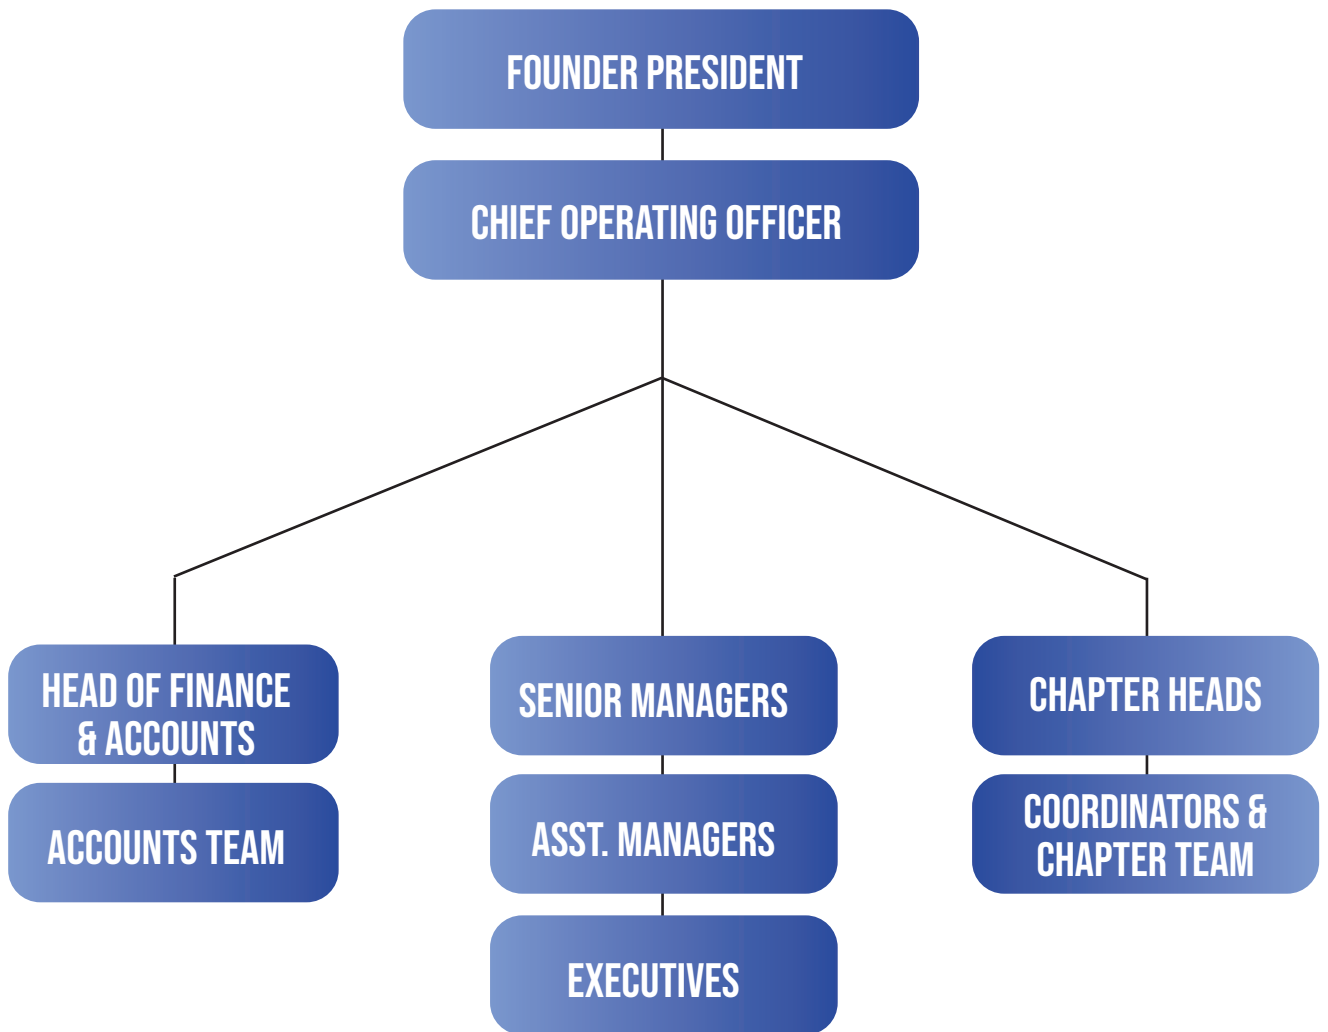 FOUNDER PRESIDENT
CHIEF OPERATING OFFICER
HEAD OF FINANCE
& ACCOUNTS
ACCOUNTS TEAM
SENIOR MANAGERS
ASST. MANAGERS
EXECUTIVES
CHAPTER HEADS
COORDINATORS &
CHAPTER TEAM